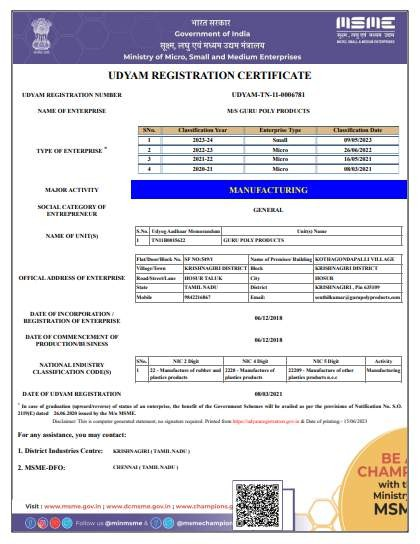 भारत सरकार
Government of India
सूक्ष्म, लघु एवं मध्यम उद्यम मंत्रालय
Ministry of Micro, Small and Medium Enterprises
MSME
सूक्ष्म, लघु एवं मध्यम उद्यम
MICRO, SMALL & MEDIUM ENTERPRISES
UDYAM REGISTRATION CERTIFICATE
UDYAM REGISTRATION NUMBER UDYAM-TN-11-0006781
NAME OF ENTERPRISE M/S GURU POLY PRODUCTS
TYPE OF ENTERPRISE *
SNo. Classification Year Enterprise Type Classification Date
1 2023-24 Small 09/05/2023
2 2022-23 Micro 26/06/2022
3 2021-22 Micro 16/05/2021
4 2020-21 Micro 08/03/2021
MAJOR ACTIVITY MANUFACTURING
SOCIAL CATEGORY OF ENTREPRENEUR GENERAL
NAME OF UNIT(S)
S.No. Udyog Aadhaar Memorandum Unit(s) Name
1 TN11B0015622 GURU POLY PRODUCTS
OFFICAL ADDRESS OF ENTERPRISE
Flat/Door/Block No. SF NO:549/1 Name of Premises/ Building KOTHAGONDAPALLI VILLAGE
Village/Town KRISHNAGIRI DISTRICT Block KRISHNAGIRI DISTRICT
Road/Street/Lane HOSUR TALUK City HOSUR
State TAMIL NADU District KRISHNAGIRI , Pin 635109
Mobile 9842216867 Email: senthilkumar@gurupolyproducts.com
DATE OF INCORPORATION / REGISTRATION OF ENTERPRISE 06/12/2018
DATE OF COMMENCEMENT OF PRODUCTION/BUSINESS 06/12/2018
NATIONAL INDUSTRY CLASSIFICATION CODE(S)
SNo. NIC 2 Digit NIC 4 Digit NIC 5 Digit Activity
1 22 - Manufacture of rubber and plastics products 2220 - Manufacture of plastics products 22209 - Manufacture of other plastics products n.e.c Manufacturing
DATE OF UDYAM REGISTRATION 08/03/2021
* In case of graduation (upward/reverse) of status of an enterprise, the benefit of the Government Schemes will be availed as per the provisions of Notification No. S.O.
2119(E) dated 26.06.2020 issued by the M/o MSME.
Disclaimer: This is computer generated statement, no signature required. Printed from https://udyamregistration.gov.in & Date of printing:- 15/06/2023
For any assistance, you may contact:
1. District Industries Centre: KRISHNAGIRI ( TAMIL NADU )
2. MSME-DFO: CHENNAI ( TAMIL NADU )
BE A
CHAMP
with t
Ministr
MSM
Visit : www.msme.gov.in ; www.dcmsme.gov.in ; www.champions.g
Follow us @minmsme & @msmechampion